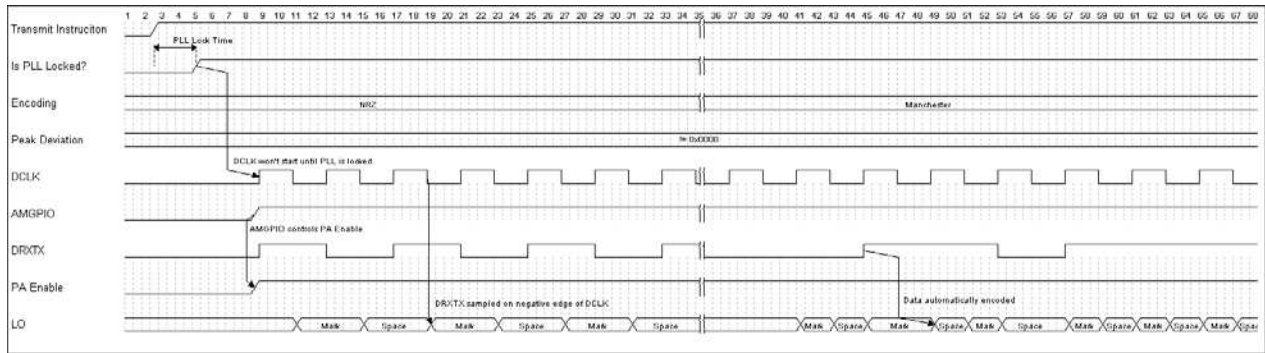 1 2 3 4 5 6 7 8 9 10 11 12 13 14 15 16 17 18 19 20 21 22 23 24 25 26 27 28 29 30 31 32 33 34 35 36 37 38 39 40 41 42 43 44 45 46 47 48 49 50 51 52 53 54 55 56 57 58 59 60 61 62 63 64 65 66 67 68
Transmit Instruciton
PLL Lock Time
Is PLL Locked?
Encoding NRZ Manchester
Peak Deviation != 0x0000
DCLK won't start until PLL is locked
DCLK
AMGPIO
AMGPIO controls PA Enable
DRXTX
PA Enable
DRXTX sampled on negative edge of DCLK Data automatically encoded
LO Mark Space Mark Space Mark Space Mark Space Mark Space Mark Space Mark Space Mark Space Mark Space